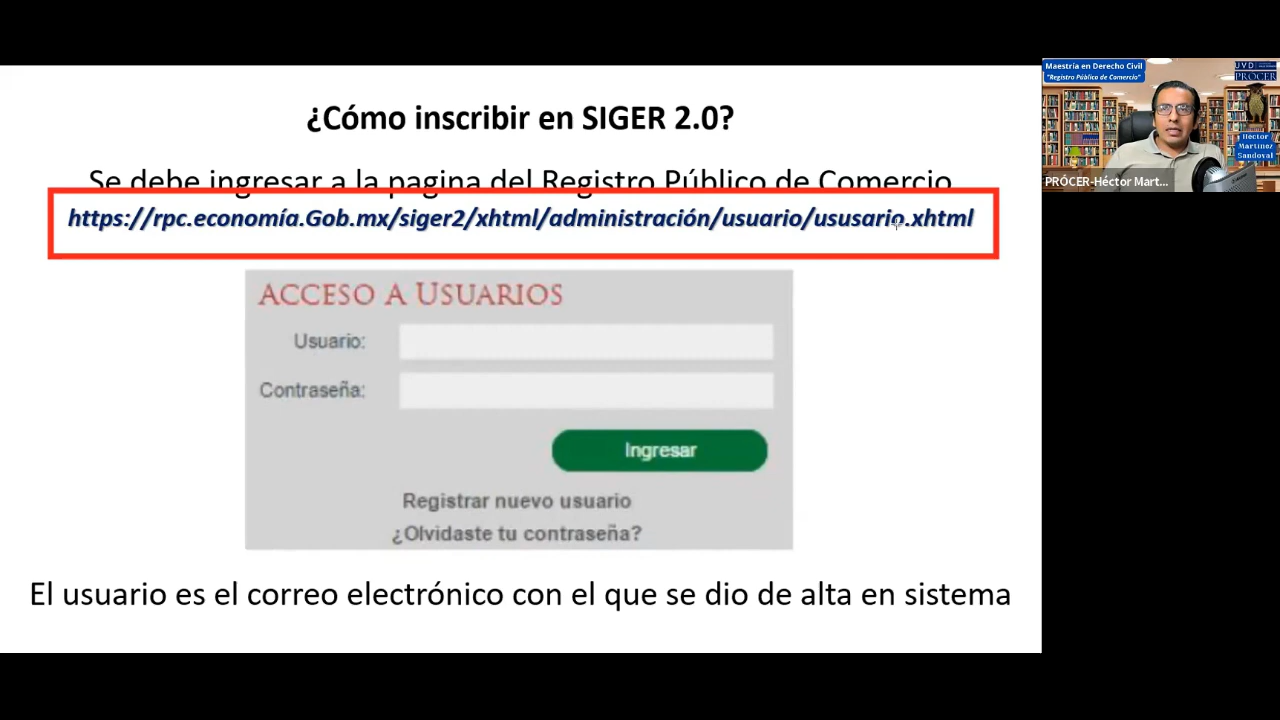 ¿Cómo inscribir en SIGER 2.0?
Se debe ingresar a la pagina del Registro Público de Comercio
https://rpc.economía.Gob.mx/siger2/xhtml/administración/usuario/ususario.xhtml
ACCESO A USUARIOS
Usuario:
Contraseña:
Ingresar
Registrar nuevo usuario
¿Olvidaste tu contraseña?
El usuario es el correo electrónico con el que se dio de alta en sistema
Maestría en Derecho Civil
"Registro Público de Comercio"
UVD
PRÓCER
Héctor
Martínez
Sandoval
PRÓCER-Héctor Mart...